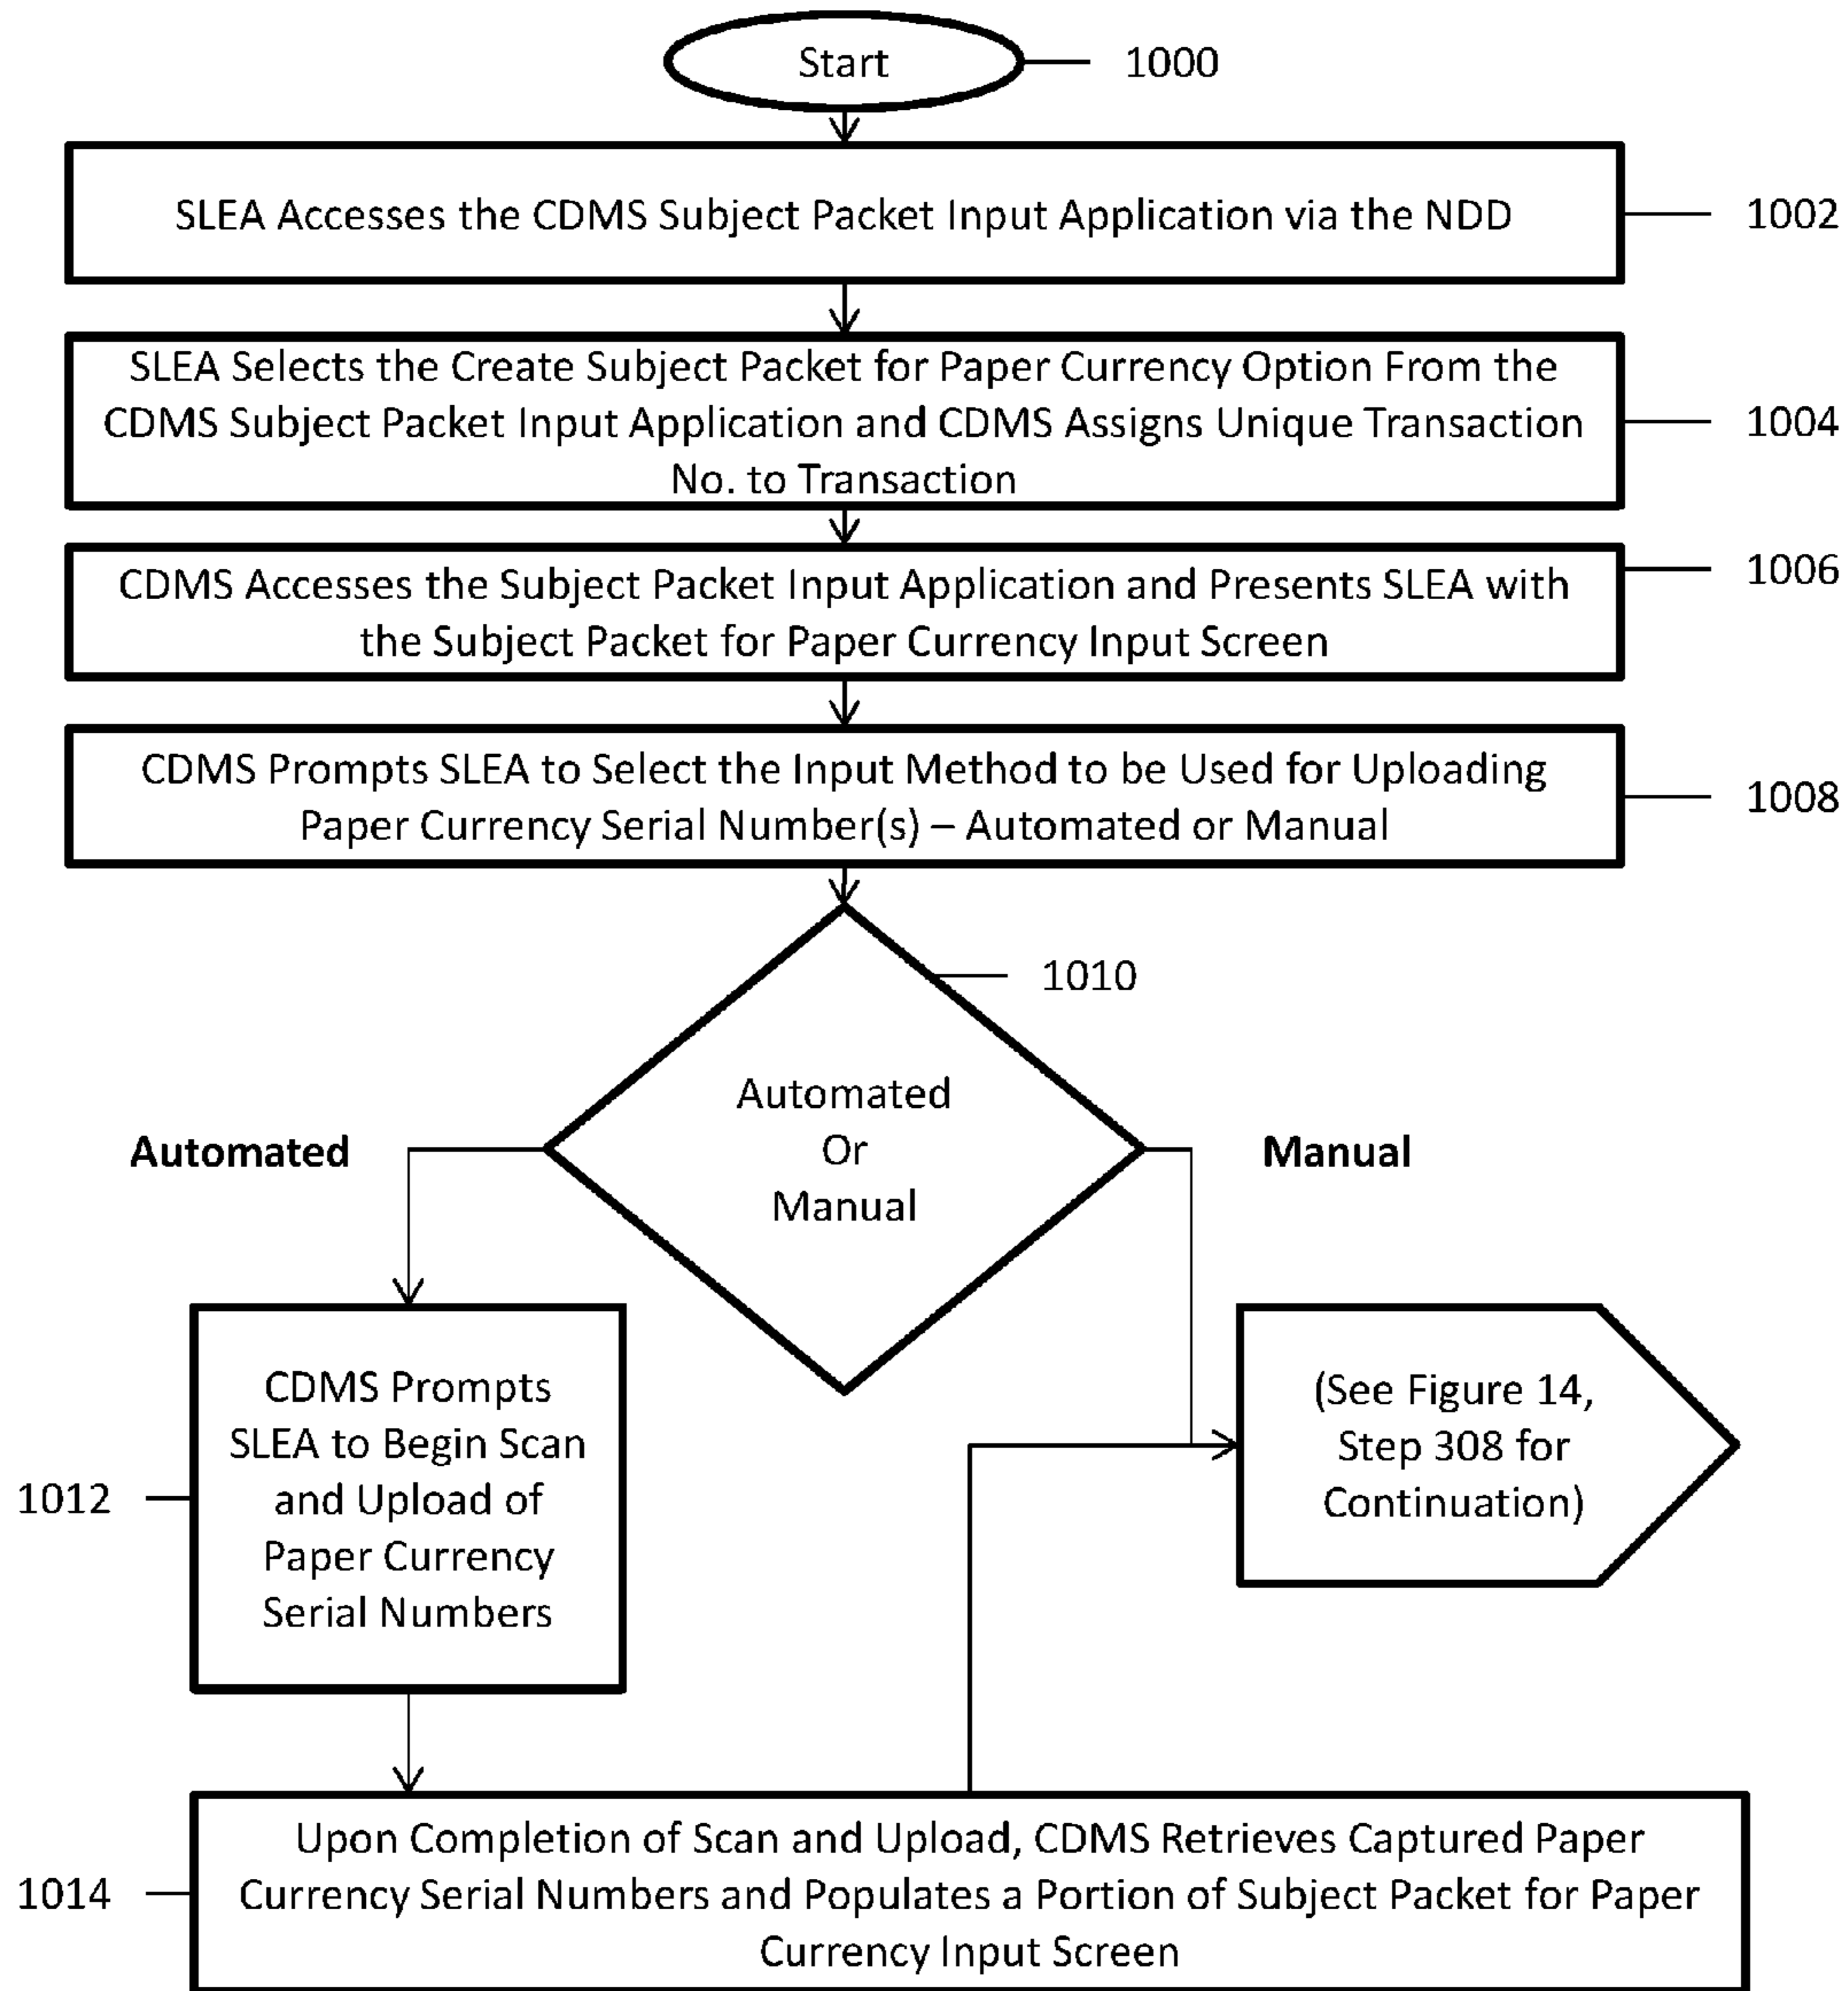 Start
1000
SLEA Accesses the CDMS Subject Packet Input Application via the NDD
1002
SLEA Selects the Create Subject Packet for Paper Currency Option From the
CDMS Subject Packet Input Application and CDMS Assigns Unique Transaction
No. to Transaction
1004
CDMS Accesses the Subject Packet Input Application and Presents SLEA with
the Subject Packet for Paper Currency Input Screen
1006
CDMS Prompts SLEA to Select the Input Method to be Used for Uploading
Paper Currency Serial Number(s) – Automated or Manual
1008
1010
Automated
Or
Manual
Automated
Manual
CDMS Prompts
SLEA to Begin Scan
and Upload of
Paper Currency
Serial Numbers
1012
(See Figure 14,
Step 308 for
Continuation)
Upon Completion of Scan and Upload, CDMS Retrieves Captured Paper
Currency Serial Numbers and Populates a Portion of Subject Packet for Paper
Currency Input Screen
1014